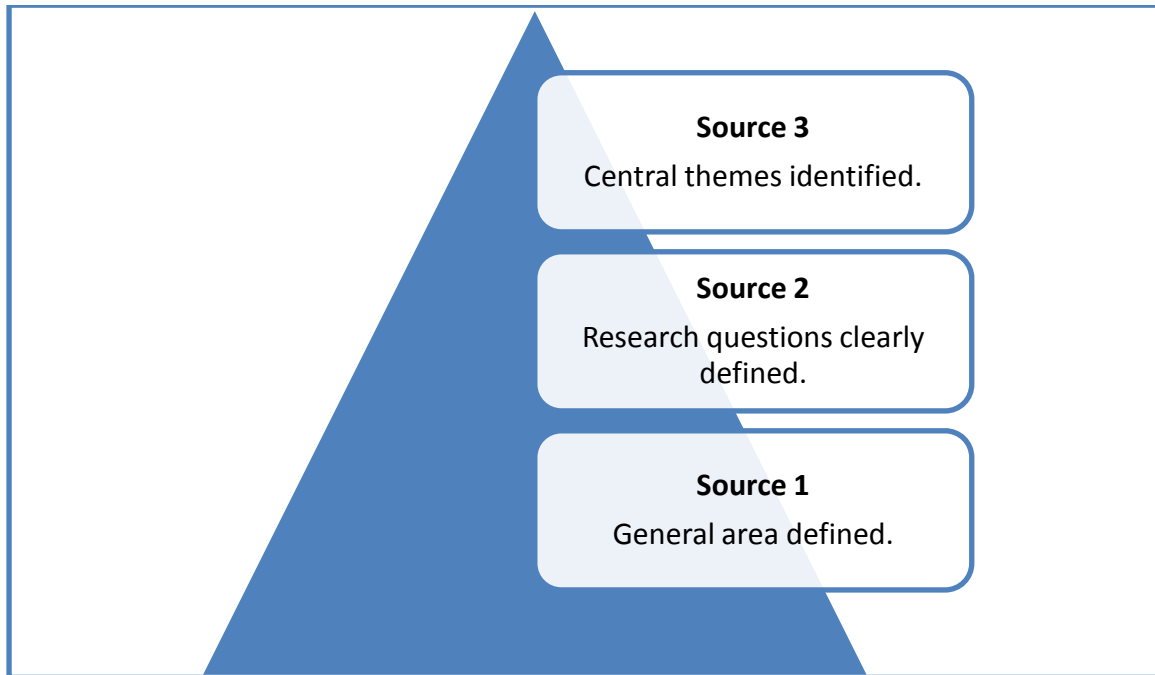 Source 3
Central themes identified.
Source 2
Research questions clearly
defined.
Source 1
General area defined.